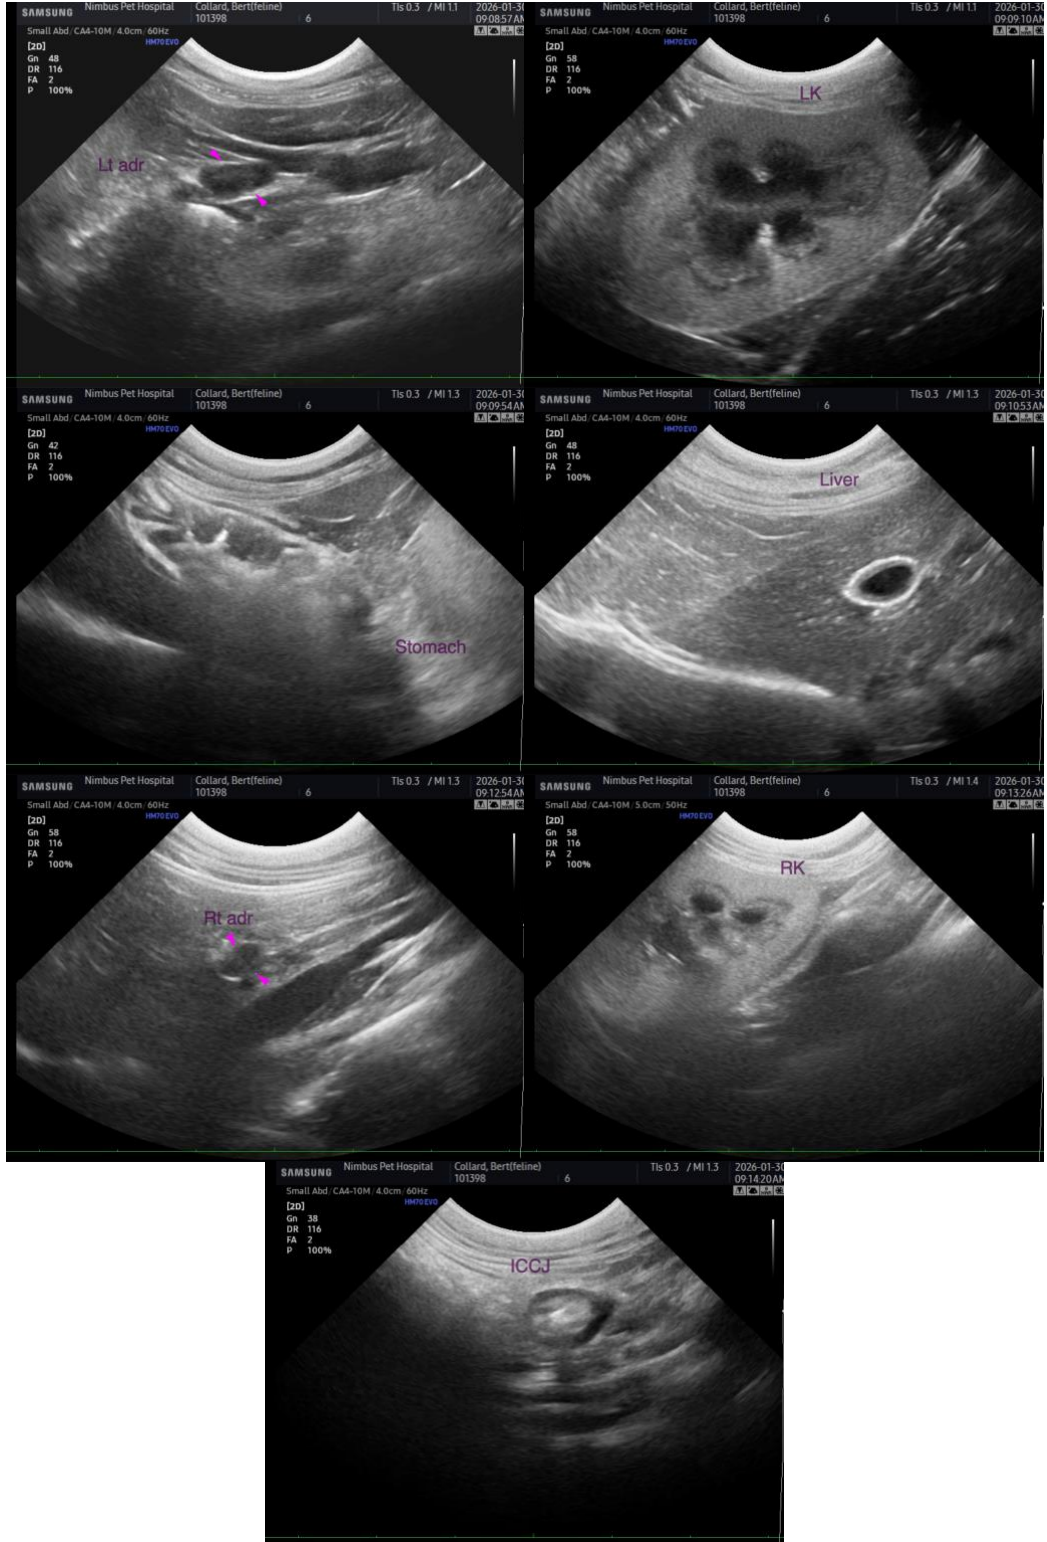 SAMSUNG Nimbus Pet Hospital Collard, Bert(feline) TIs 0.3 / MI 1.1 2026-01-30
101398 6 09:08:57AM
Small Abd / CA4-10M / 4.0cm / 60Hz
HM70 EVO
[2D]
Gn 48
DR 116
FA 2
P 100%
Lt adr
Nimbus Pet Hospital Collard, Bert(feline) TIs 0.3 / MI 1.1 2026-01-30
SAMSUNG 101398 6 09:09:10AM
Small Abd / CA4-10M / 4.0cm / 60Hz
HM70 EVO
[2D]
Gn 58
DR 116
FA 2
P 100%
LK
Nimbus Pet Hospital Collard, Bert(feline) TIs 0.3 / MI 1.3 2026-01-30
SAMSUNG 101398 6 09:09:54AM
Small Abd / CA4-10M / 4.0cm / 60Hz
HM70 EVO
[2D]
Gn 42
DR 116
FA 2
P 100%
Stomach
Nimbus Pet Hospital Collard, Bert(feline) TIs 0.3 / MI 1.3 2026-01-30
SAMSUNG 101398 6 09:10:53AM
Small Abd / CA4-10M / 4.0cm / 60Hz
HM70 EVO
[2D]
Gn 48
DR 116
FA 2
P 100%
Liver
Nimbus Pet Hospital Collard, Bert(feline) TIs 0.3 / MI 1.3 2026-01-30
SAMSUNG 101398 6 09:12:54AM
Small Abd / CA4-10M / 4.0cm / 60Hz
HM70 EVO
[2D]
Gn 58
DR 116
FA 2
P 100%
Rt adr
Nimbus Pet Hospital Collard, Bert(feline) TIs 0.3 / MI 1.4 2026-01-30
SAMSUNG 101398 6 09:13:26AM
Small Abd / CA4-10M / 5.0cm / 50Hz
HM70 EVO
[2D]
Gn 58
DR 116
FA 2
P 100%
RK
Nimbus Pet Hospital Collard, Bert(feline) TIs 0.3 / MI 1.3 2026-01-30
SAMSUNG 101398 6 09:14:20AM
Small Abd / CA4-10M / 4.0cm / 60Hz
HM70 EVO
[2D]
Gn 38
DR 116
FA 2
P 100%
ICCJ